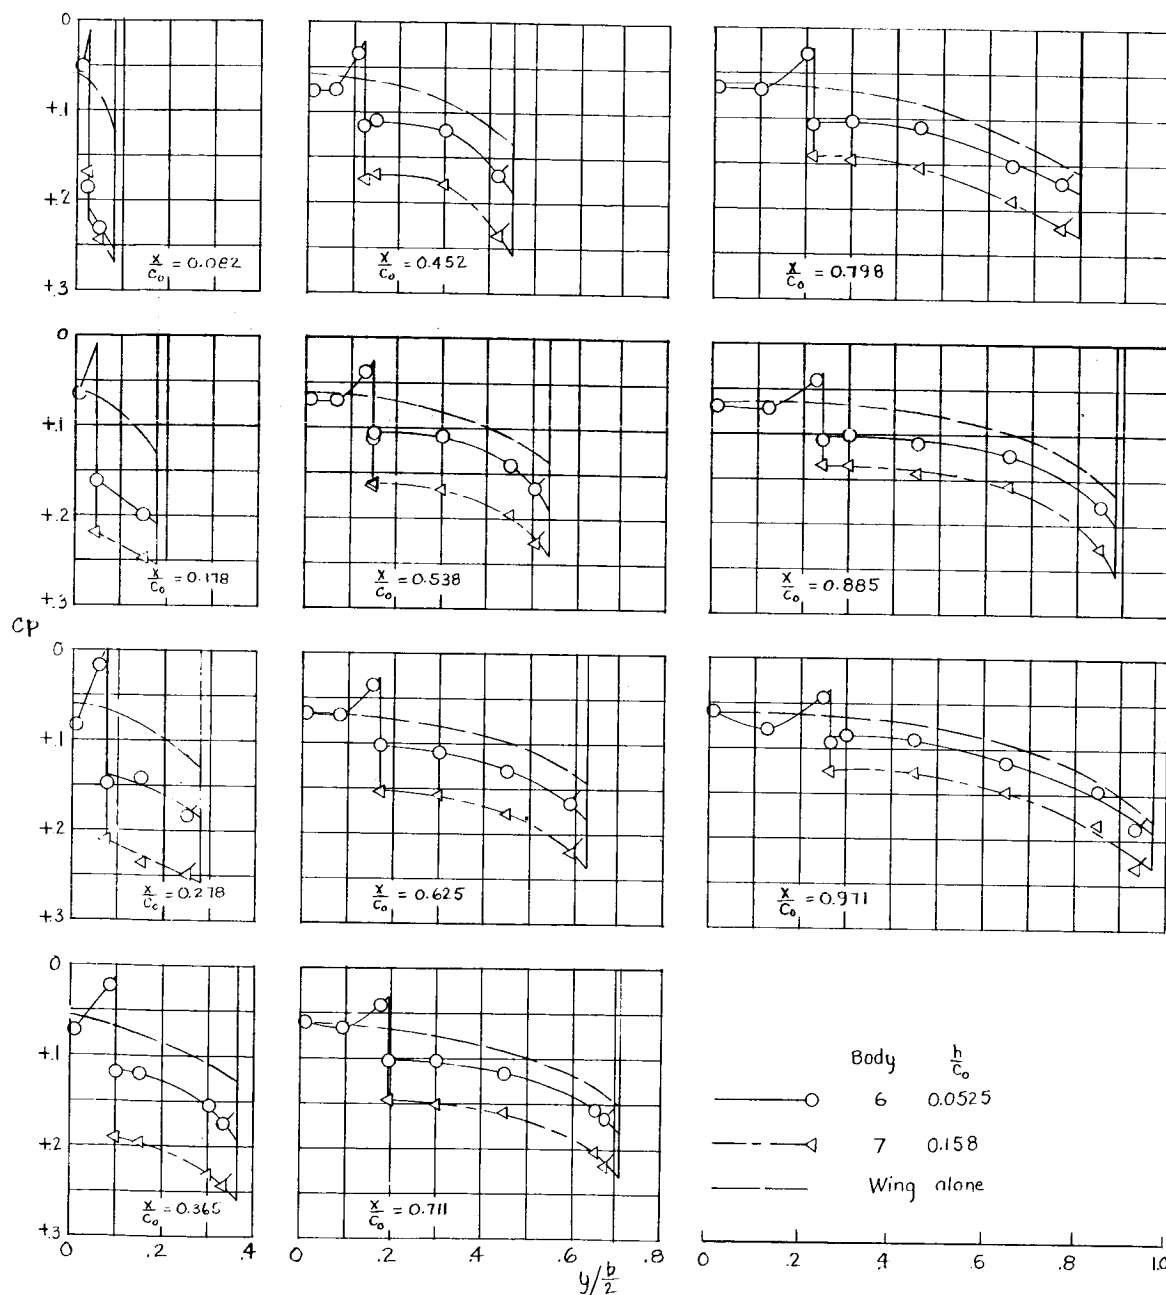 0
+.1
+.2
+.3
x/c₀ = 0.082
x/c₀ = 0.452
x/c₀ = 0.798
0
+.1
+.2
+.3
x/c₀ = 0.178
x/c₀ = 0.538
x/c₀ = 0.885
Cp
0
+.1
+.2
+.3
x/c₀ = 0.278
x/c₀ = 0.625
x/c₀ = 0.971
0
+.1
+.2
+.3
x/c₀ = 0.365
x/c₀ = 0.711
Body h/c₀
6 0.0525
7 0.158
Wing alone
0 .2 .4 0 .2 .4 .6 .8 0 .2 .4 .6 .8 1.0
y/b/2